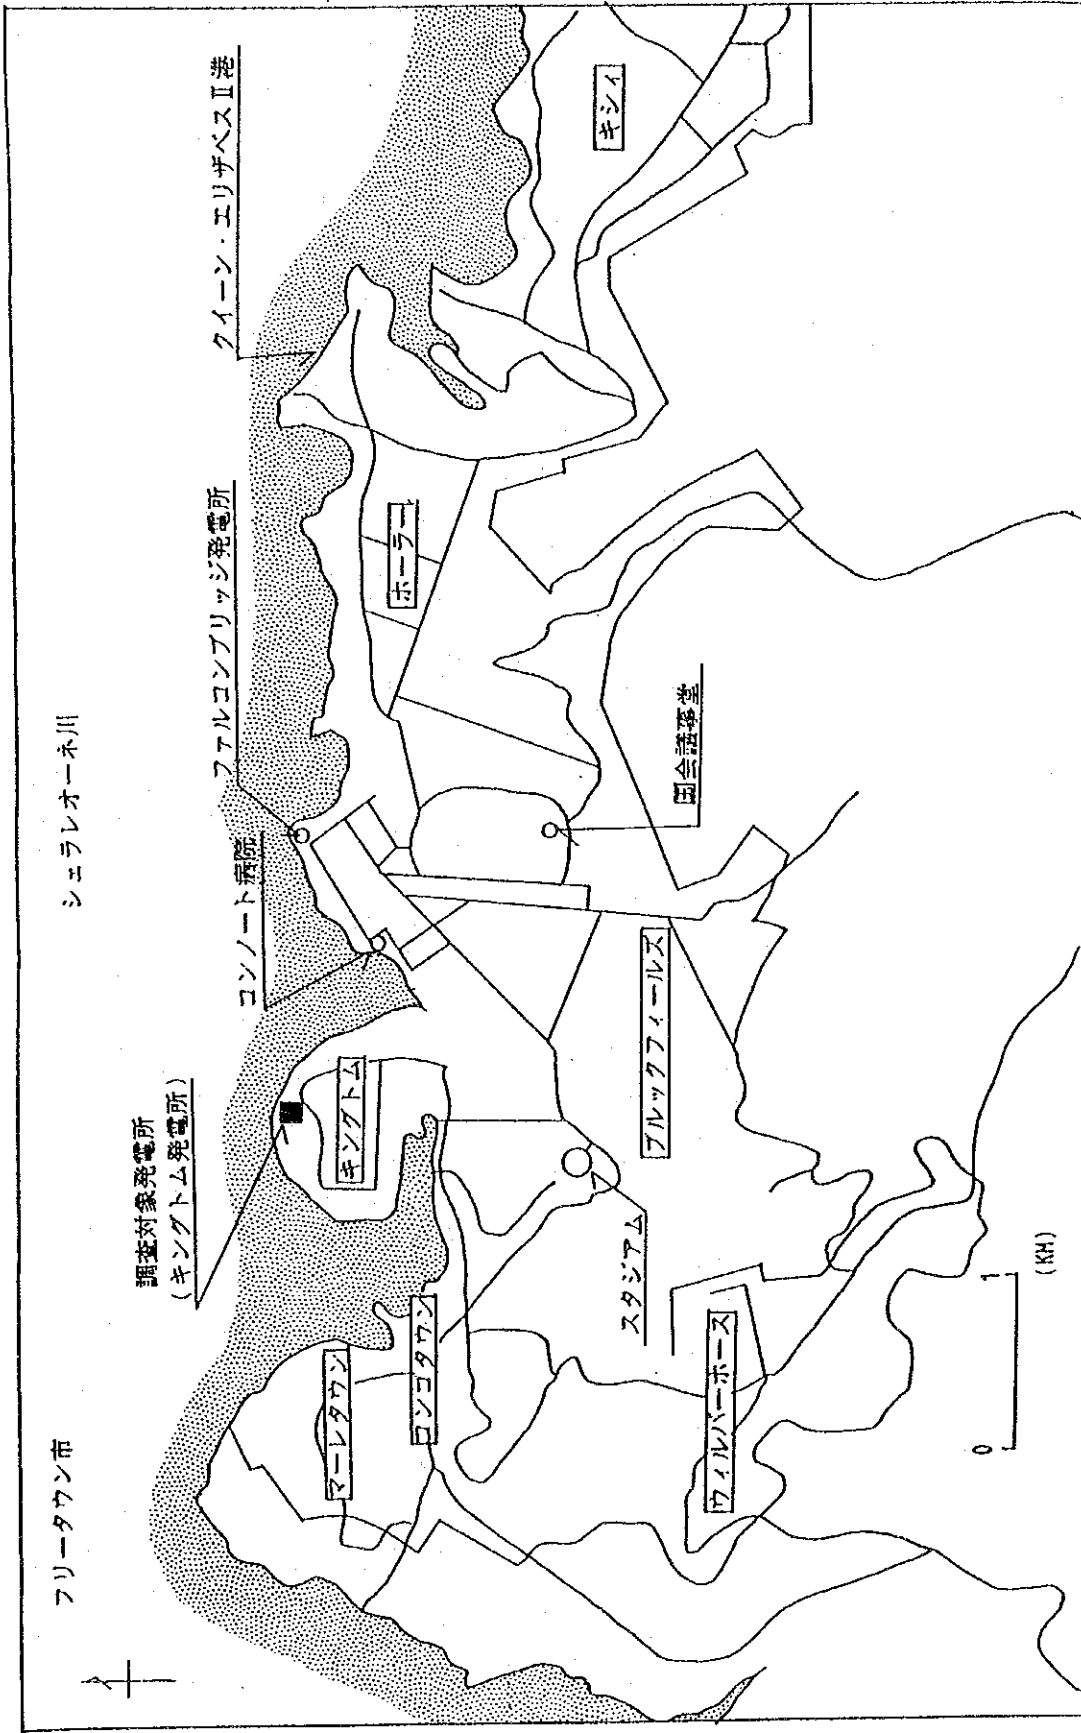 フリータウン市
シェラレオーネ川
調査対象発電所
(キングトム発電所)
コンノート病院
ファルコンブリッジ発電所
クイーン・エリザベスⅡ港
マーレタウン
コンゴタウン
キングトム
ホーラー
キシィ
スタジアム
ブルックフィールズ
国会議事堂
ウィルバーホース
0 1
(KM)